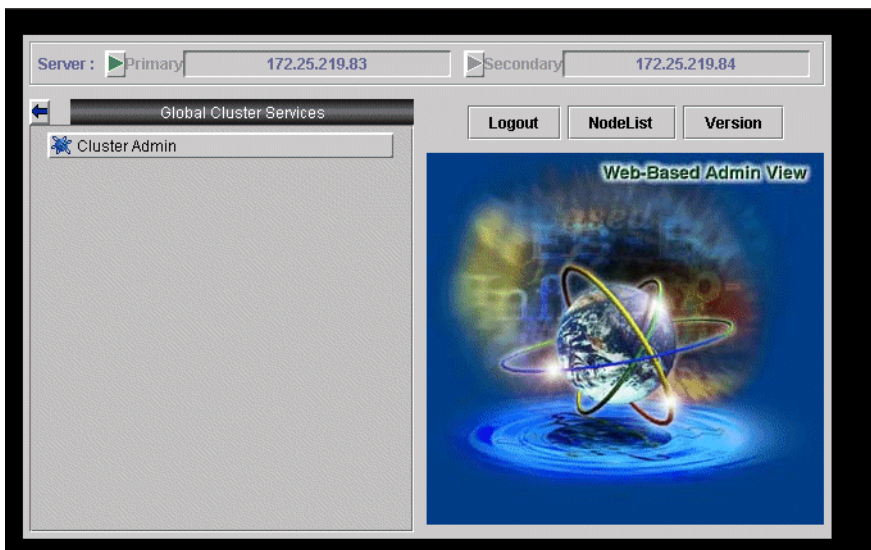 Server : Primary 172.25.219.83 Secondary 172.25.219.84
Global Cluster Services
Logout NodeList Version
Cluster Admin
Web-Based Admin View